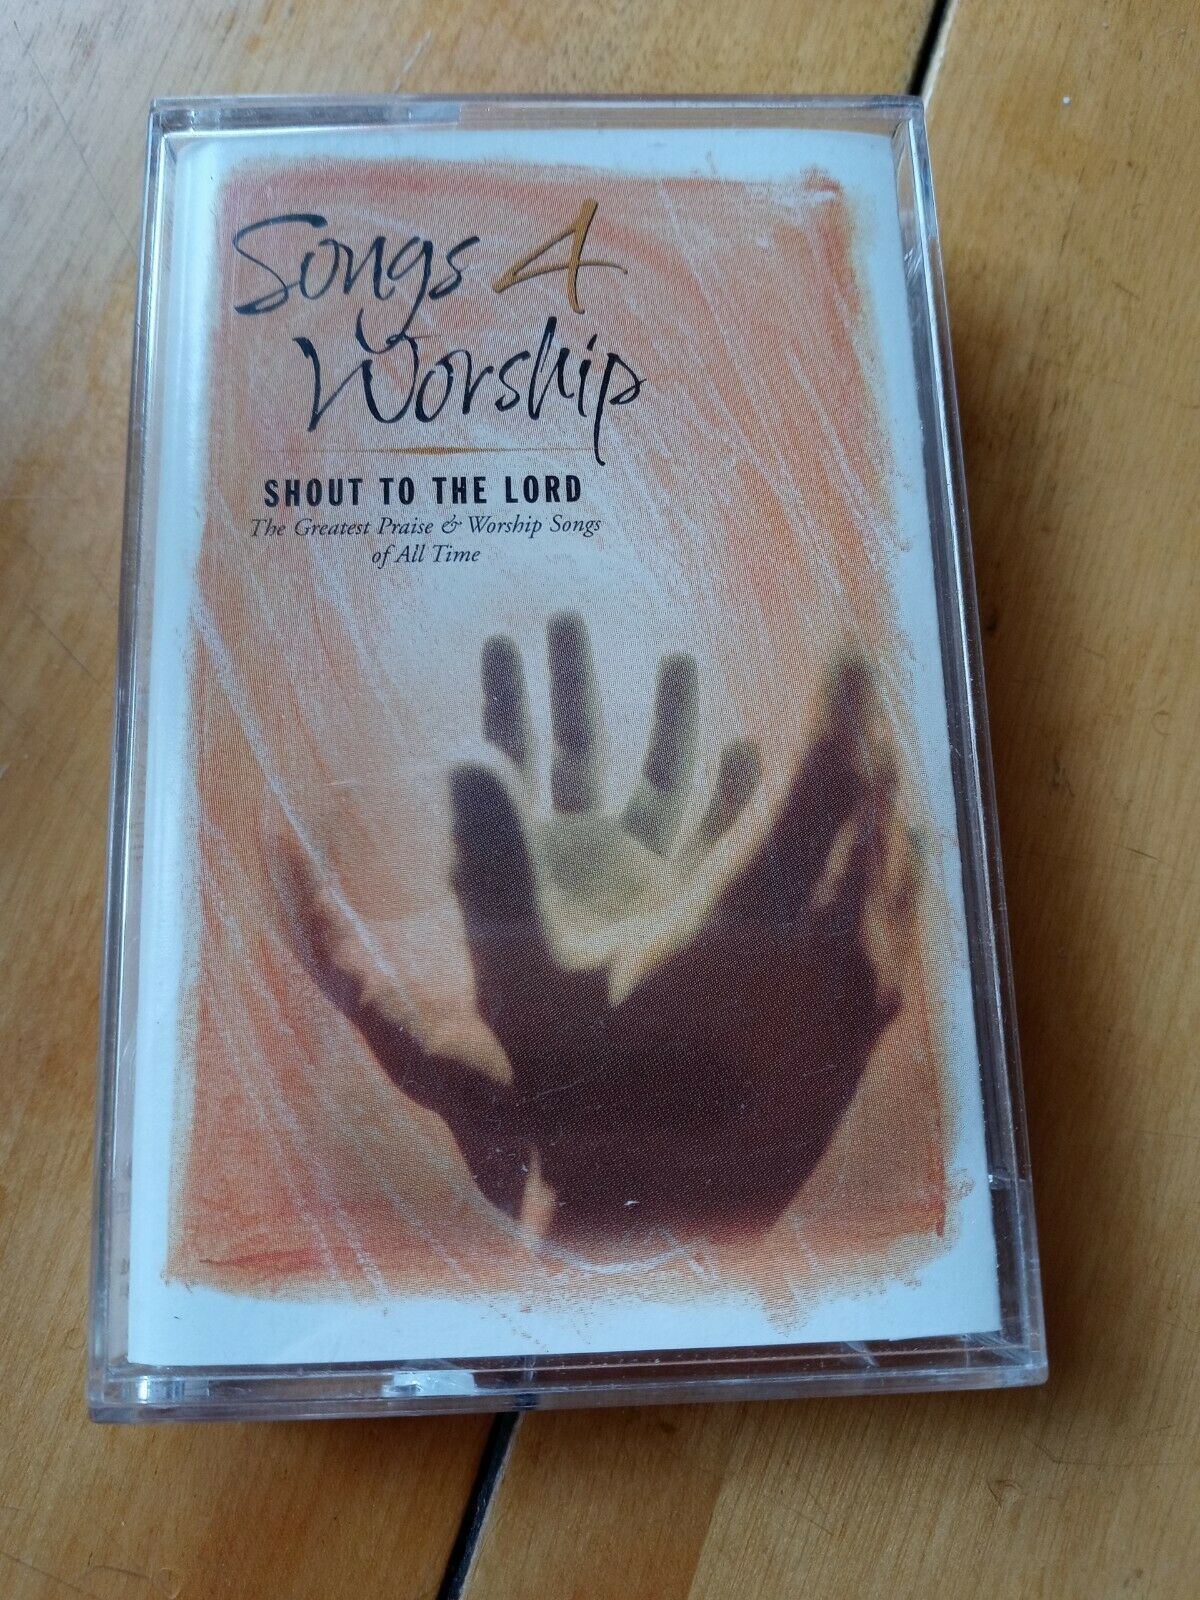 Songs 4
Worship
SHOUT TO THE LORD
The Greatest Praise & Worship Songs
of All Time